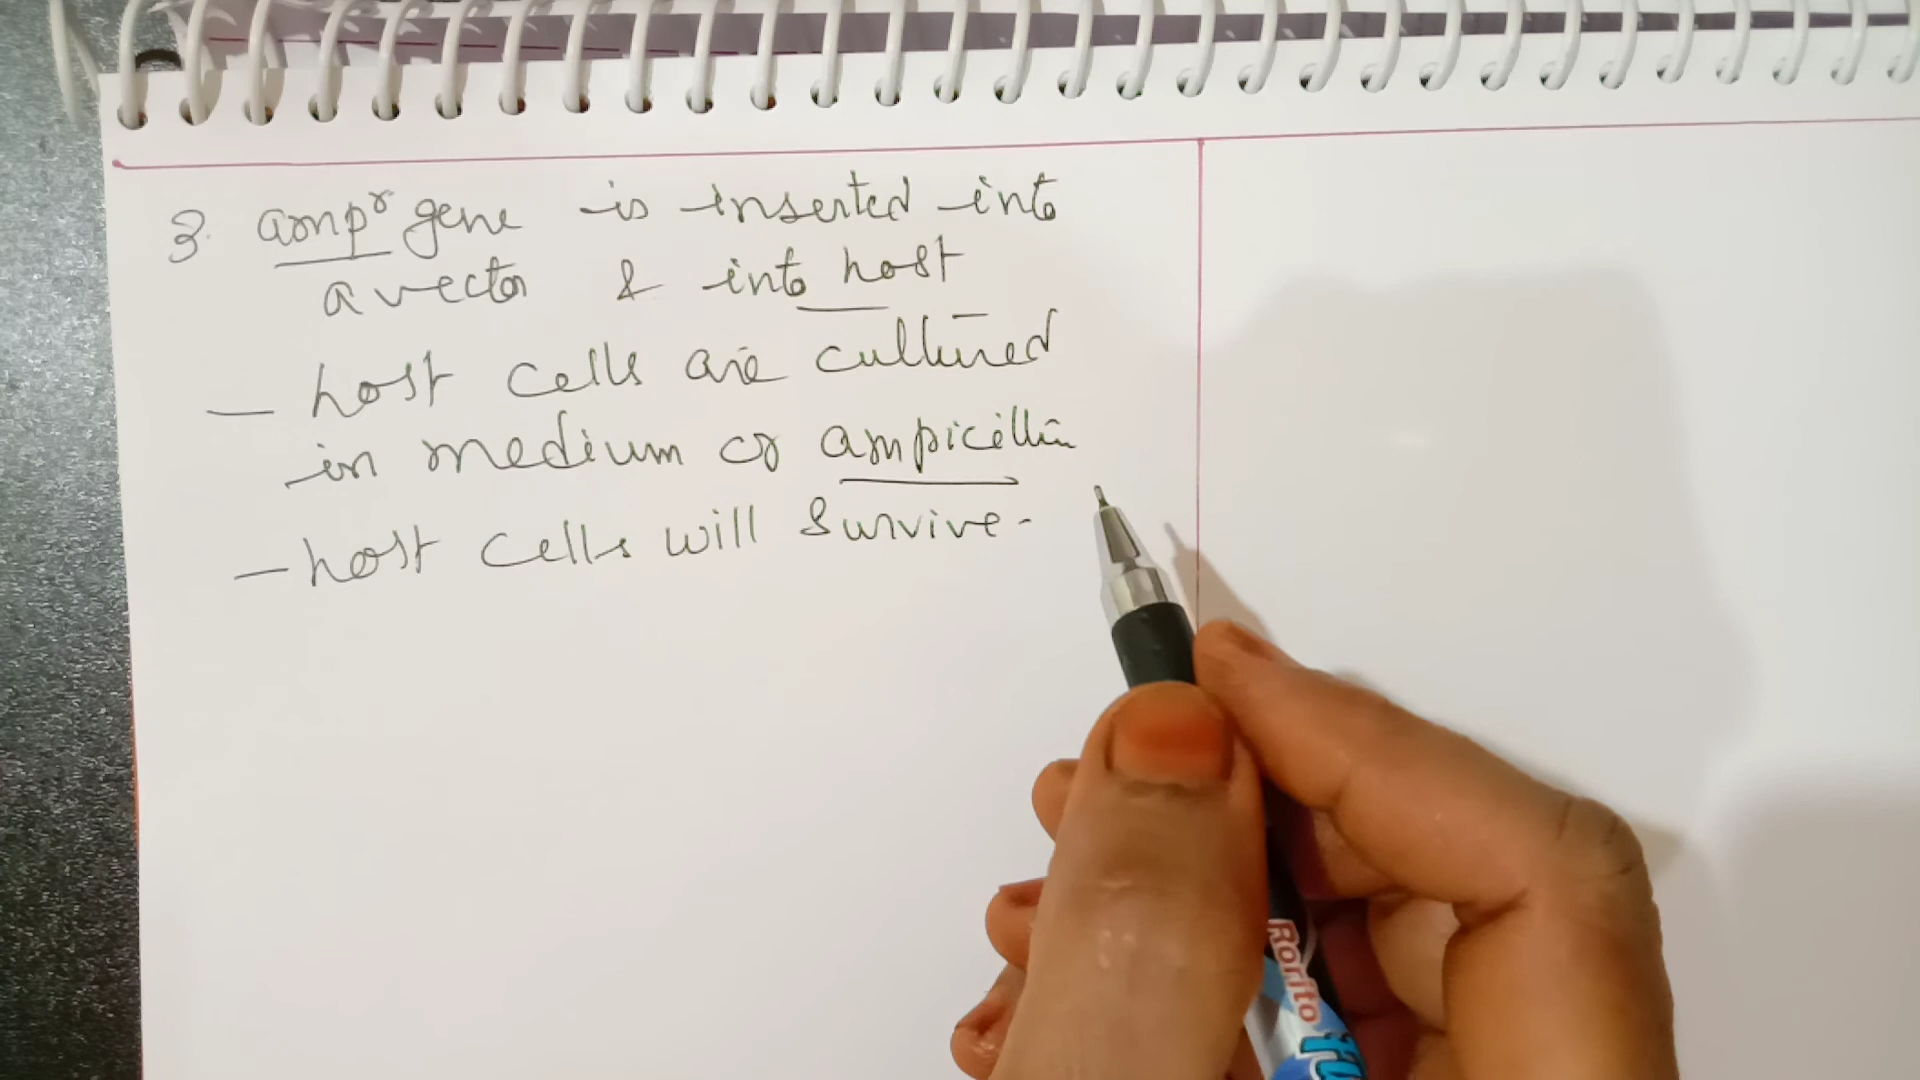 3. ampʳ gene is inserted into
a vector & into host
– host cells are cultured
in medium of ampicillin
– host cells will survive.
Rorito